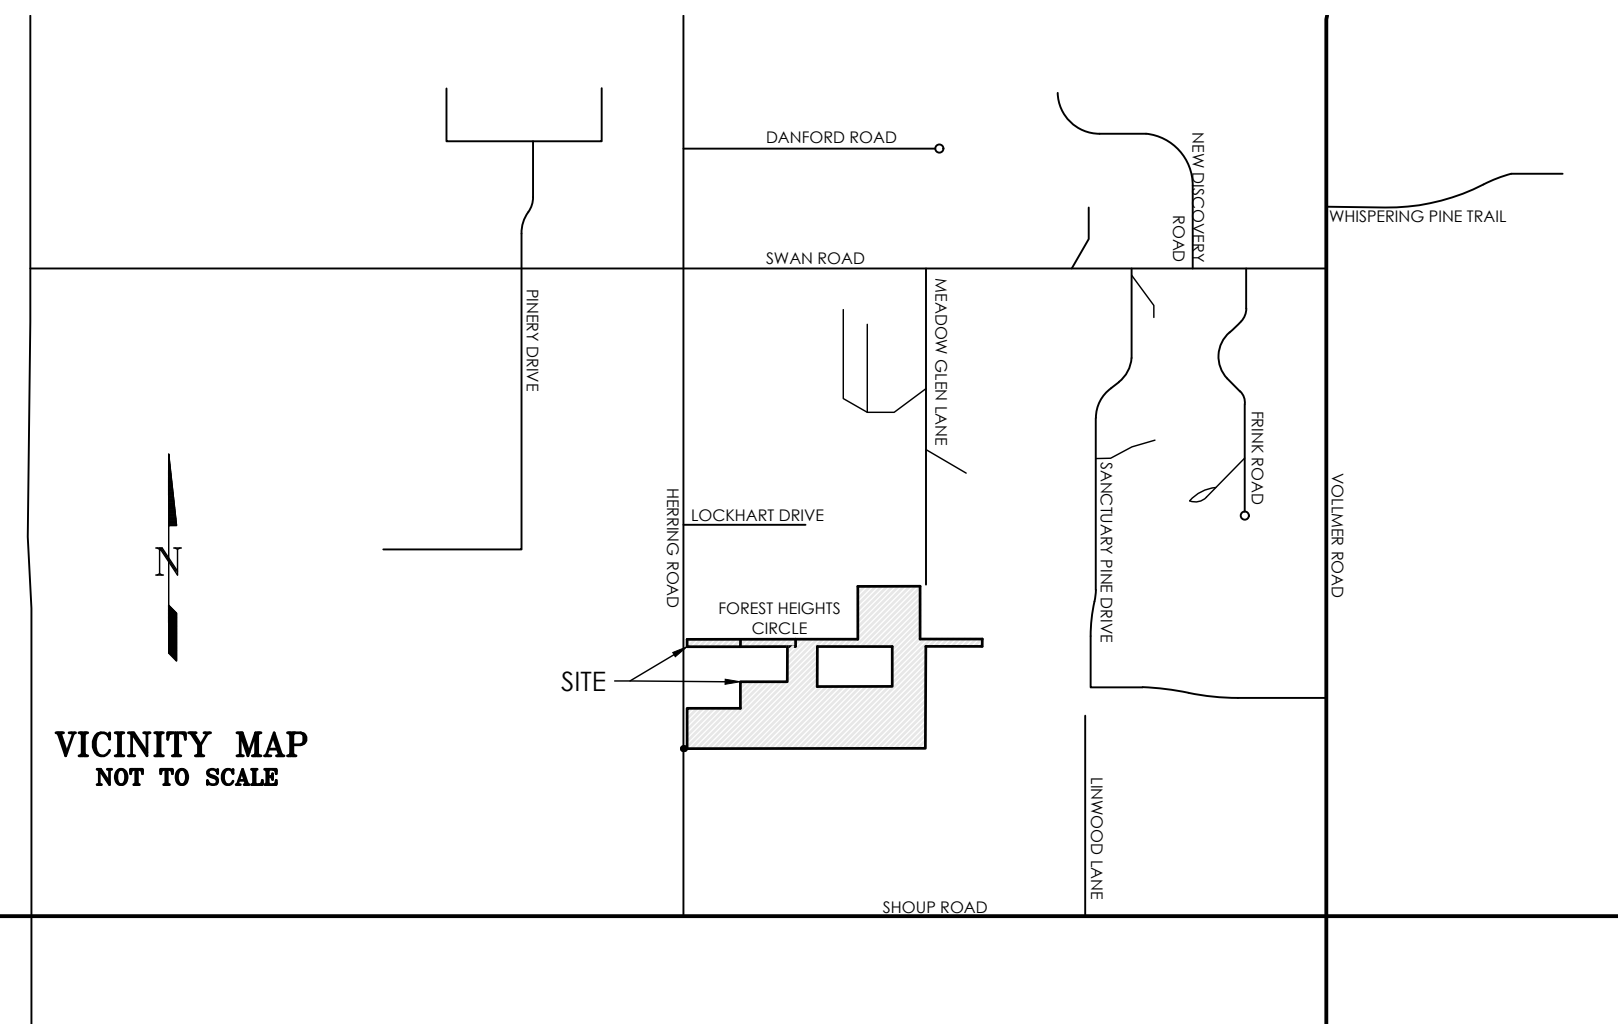 DANFORD ROAD
NEW DISCOVERY
ROAD
WHISPERING PINE TRAIL
SWAN ROAD
PINERY DRIVE
MEADOW GLEN LANE
FRINK ROAD
SANCTUARY PINE DRIVE
VOLLMER ROAD
HERRING ROAD
LOCKHART DRIVE
N
FOREST HEIGHTS
CIRCLE
SITE
VICINITY MAP
NOT TO SCALE
LINWOOD LANE
SHOUP ROAD